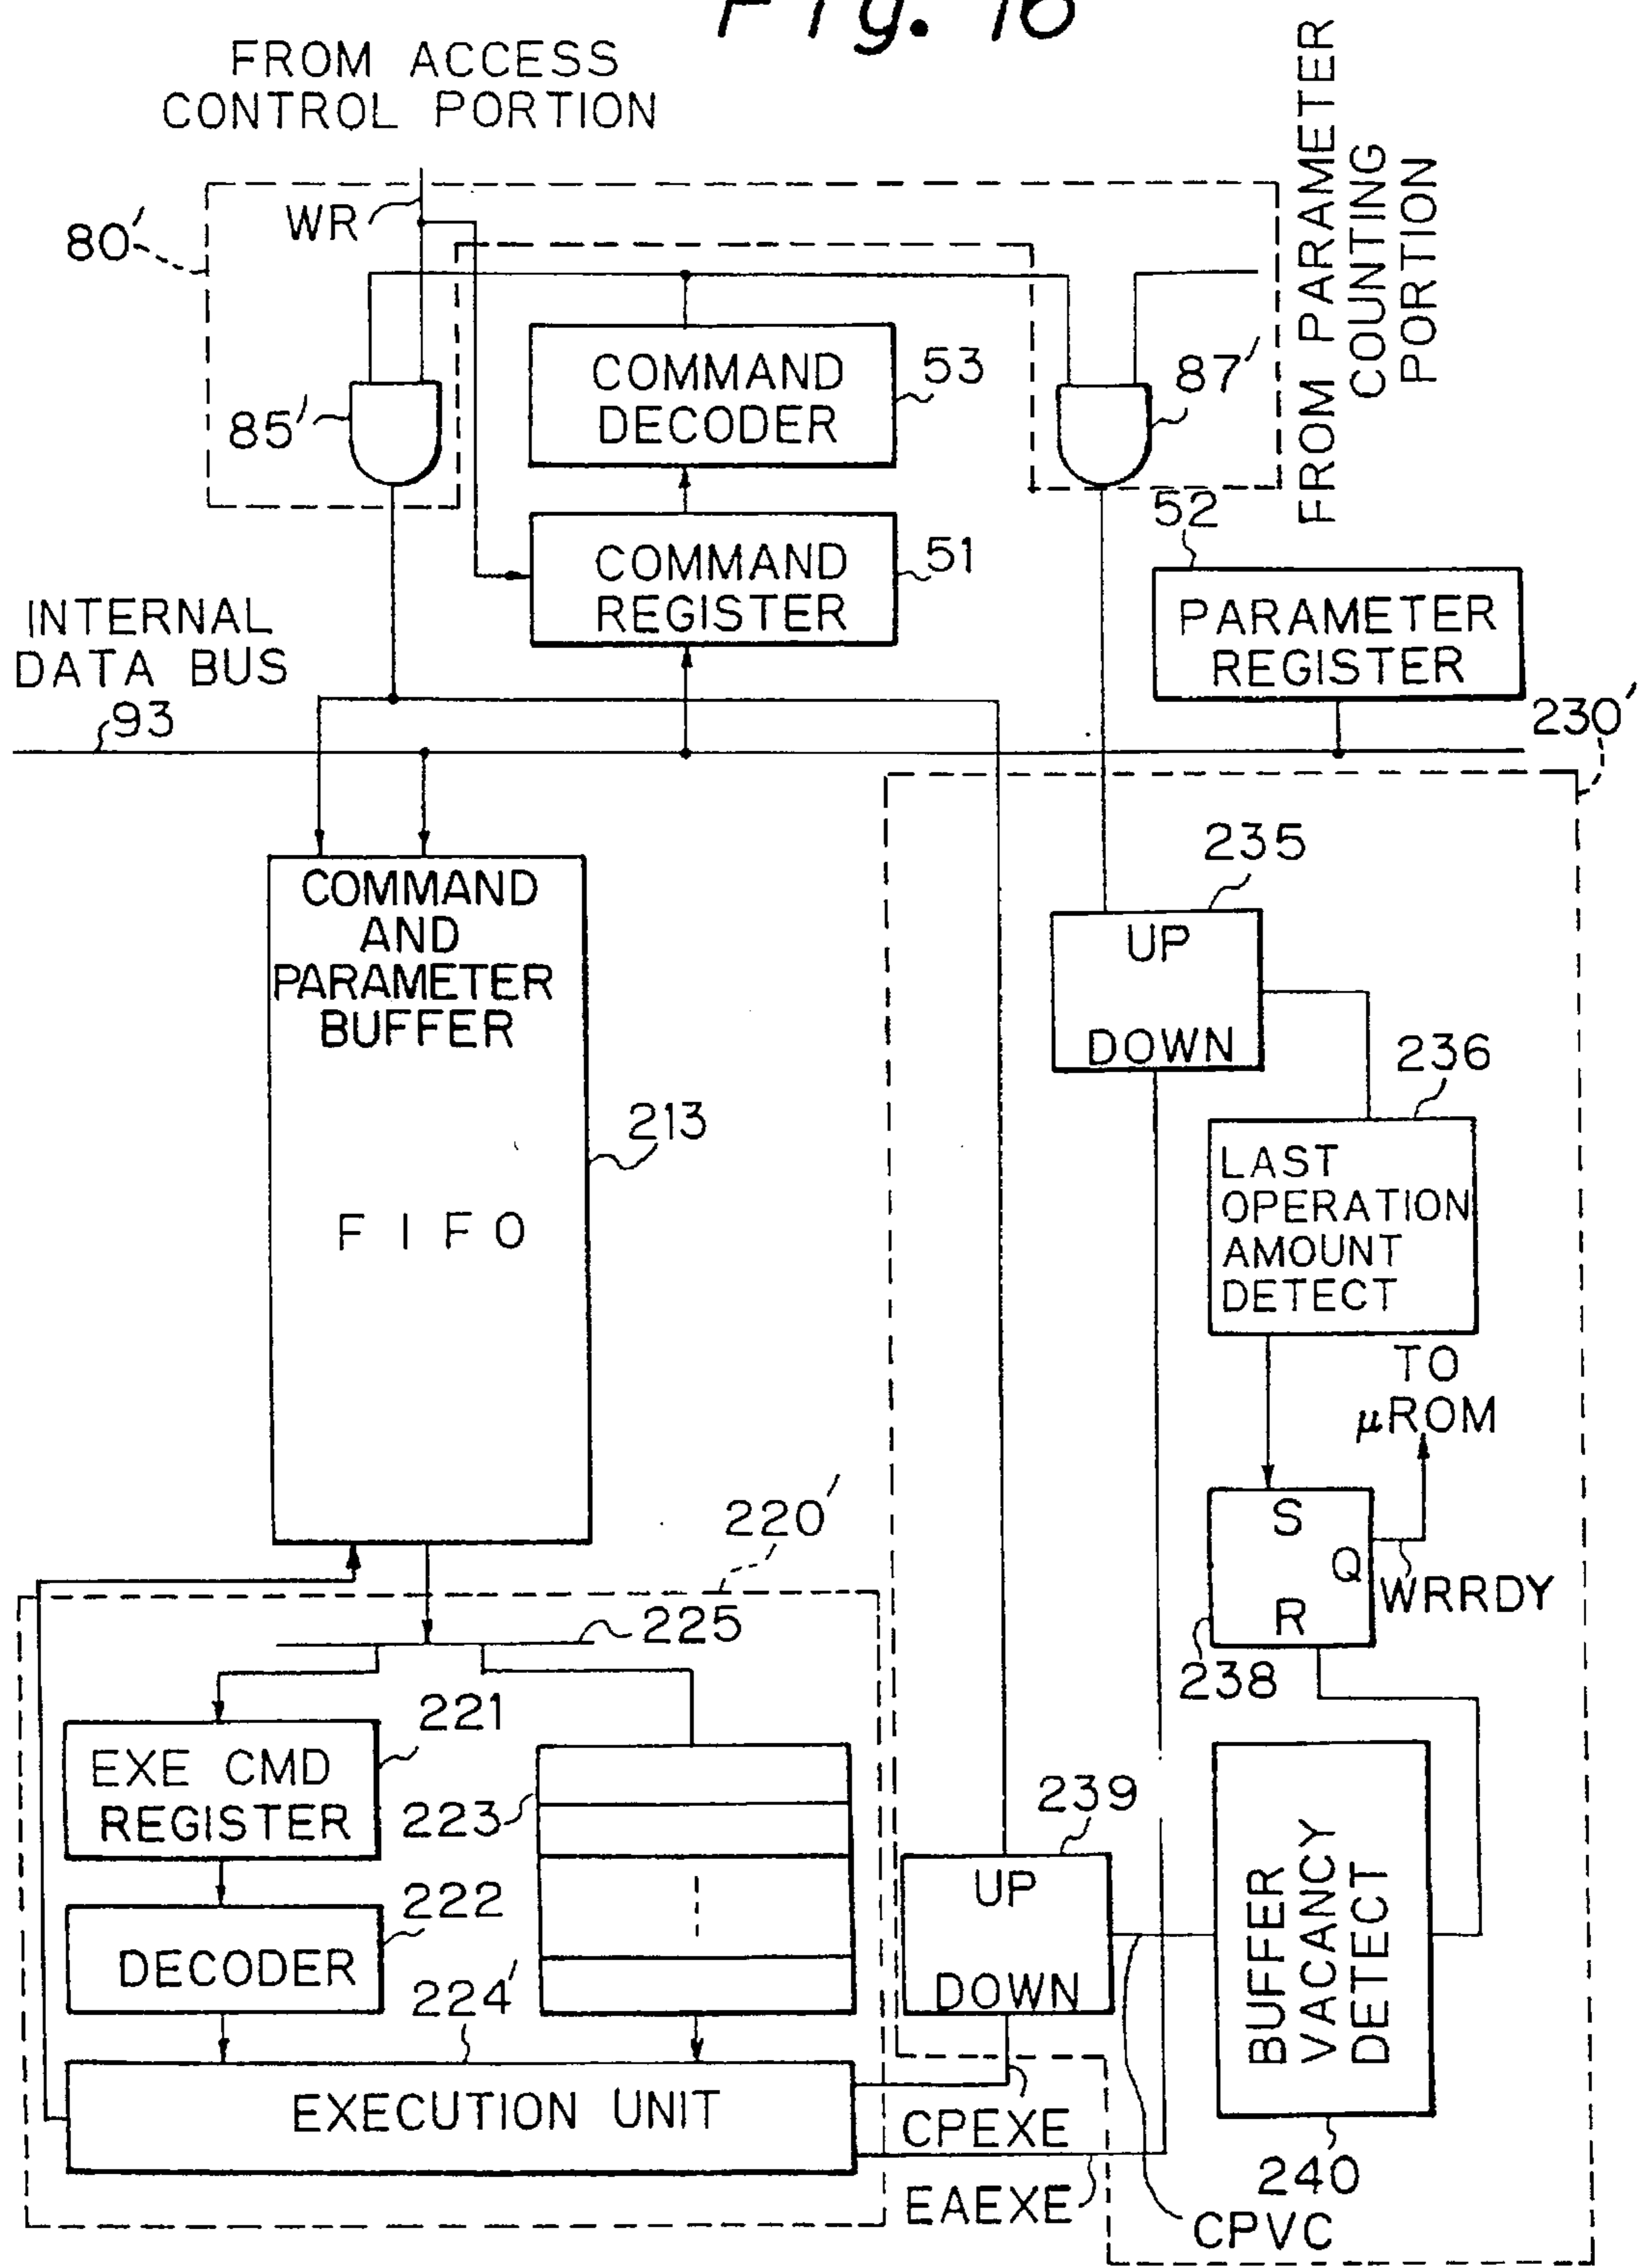 Fig. 16
FROM ACCESS
CONTROL PORTION
FROM PARAMETER
COUNTING
PORTION
80'
WR
85'
COMMAND
DECODER
53
87'
COMMAND
REGISTER
51
52
PARAMETER
REGISTER
INTERNAL
DATA BUS
93
230'
COMMAND
AND
PARAMETER
BUFFER
FIFO
213
235
UP
DOWN
236
LAST
OPERATION
AMOUNT
DETECT
TO
μROM
S
Q
R
WRRDY
238
220'
225
221
EXE CMD
REGISTER
223
222
DECODER
224'
EXECUTION UNIT
239
UP
DOWN
BUFFER
VACANCY
DETECT
240
CPEXE
EAEXE
CPVC